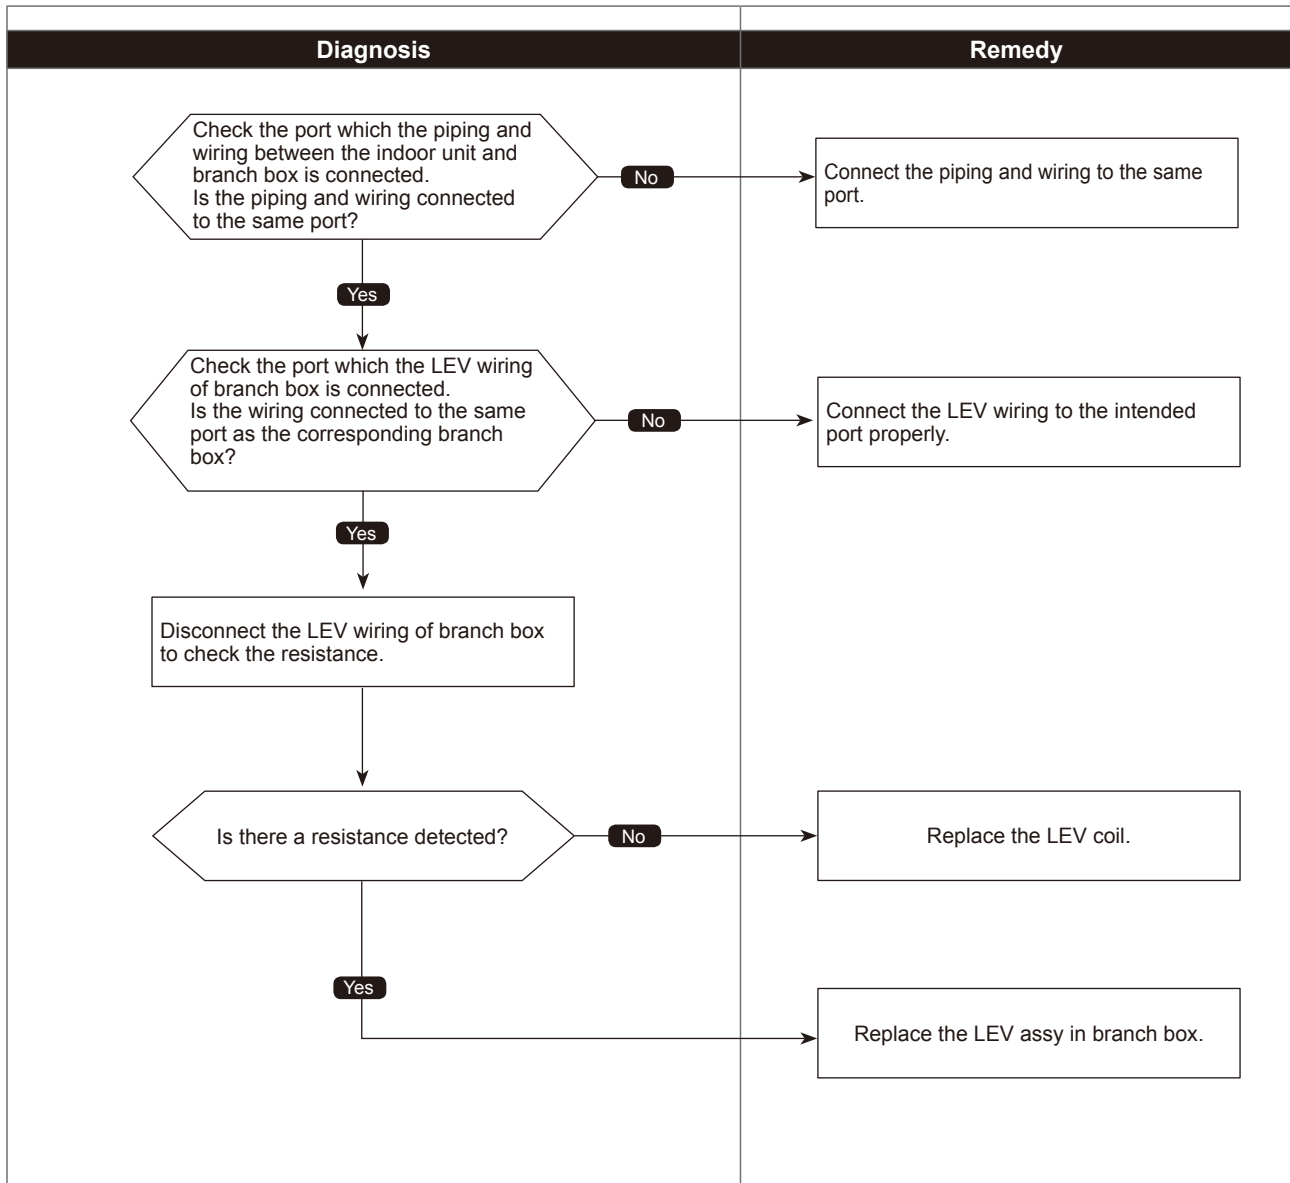 Diagnosis
Remedy
Check the port which the piping and
wiring between the indoor unit and
branch box is connected.
Is the piping and wiring connected
to the same port?
No
Connect the piping and wiring to the same
port.
Yes
Check the port which the LEV wiring
of branch box is connected.
Is the wiring connected to the same
port as the corresponding branch
box?
No
Connect the LEV wiring to the intended
port properly.
Yes
Disconnect the LEV wiring of branch box
to check the resistance.
Is there a resistance detected?
No
Replace the LEV coil.
Yes
Replace the LEV assy in branch box.